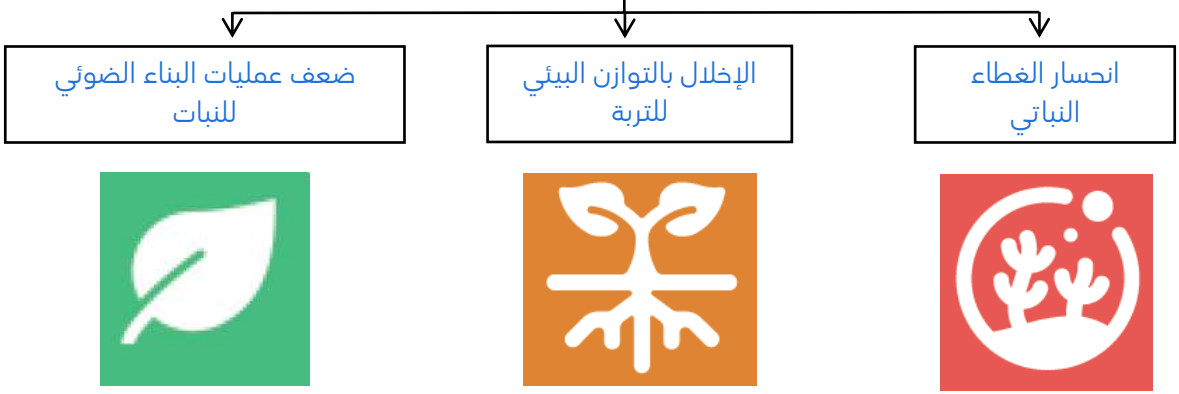 انحسار الغطاء
النباتي
الإخلال بالتوازن البيئي
للتربة
ضعف عمليات البناء الضوئي
للنبات